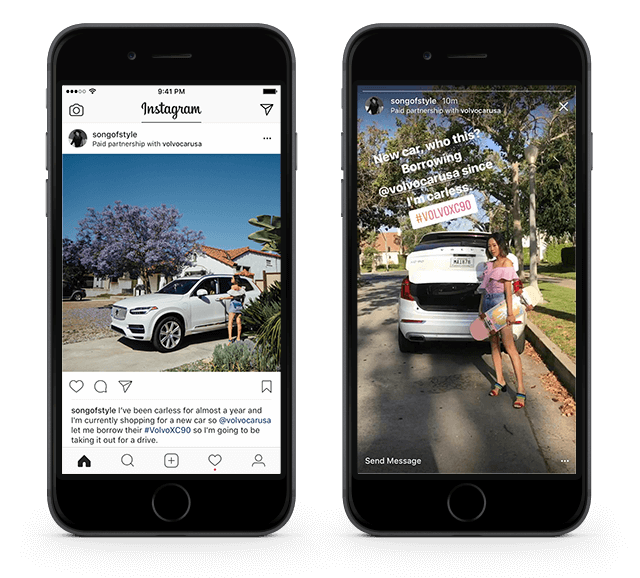 9:41 PM
Instagram
songofstyle
Paid partnership with volvocarusa
songofstyle I've been carless for almost a year and
I'm currently shopping for a new car so @volvocarusa
let me borrow their #VolvoXC90 so I'm going to be
taking it out for a drive.
songofstyle 10m
Paid partnership with volvocarusa
New car, who this?
Borrowing
@volvocarusa since
I'm carless.
#VOLVOXC90
Send Message